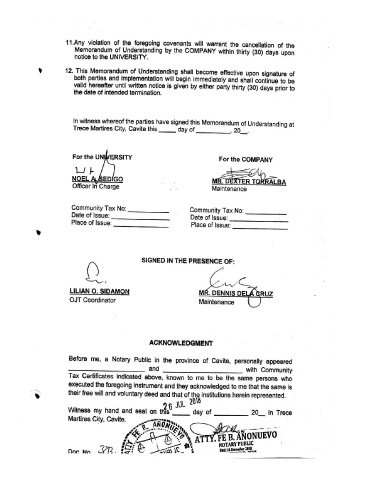 11.Any violation of the foregoing covenants will warrant the cancellation of the
Memorandum of Understanding by the COMPANY within thirty (30) days upon
notice to the UNIVERSITY.
12. This Memorandum of Understanding shall become effective upon signature of
both parties and implementation will begin immediately and shall continue to be
valid hereafter until written notice is given by either party thirty (30) days prior to
the date of intended termination.
In witness whereof the parties have signed this Memorandum of Understanding at
Trece Martires City, Cavite this _____ day of __________, 20__.
For the UNIVERSITY
For the COMPANY
NOEL A. SEDIGO
MR. DEXTER TORRALBA
Officer In Charge
Maintenance
Community Tax No: __________
Community Tax No: __________
Date of Issue: __________
Date of Issue: __________
Place of Issue: __________
Place of Issue: __________
SIGNED IN THE PRESENCE OF:
LILIAN O. SIDAMON
MR. DENNIS DELA CRUZ
OJT Coordinator
Maintenance
ACKNOWLEDGMENT
Before me, a Notary Public in the province of Cavite, personally appeared
____________________ and ____________________ with Community
Tax Certificates indicated above, known to me to be the same persons who
executed the foregoing instrument and they acknowledged to me that the same is
their free will and voluntary deed and that of the institutions herein represented.
26 JUL 2018
Witness my hand and seal on this _____ day of __________ 20__ in Trece
Martires City, Cavite.
FE B. AÑONUEVO
ATTY. FE B. AÑONUEVO
NOTARY PUBLIC
Doc No.